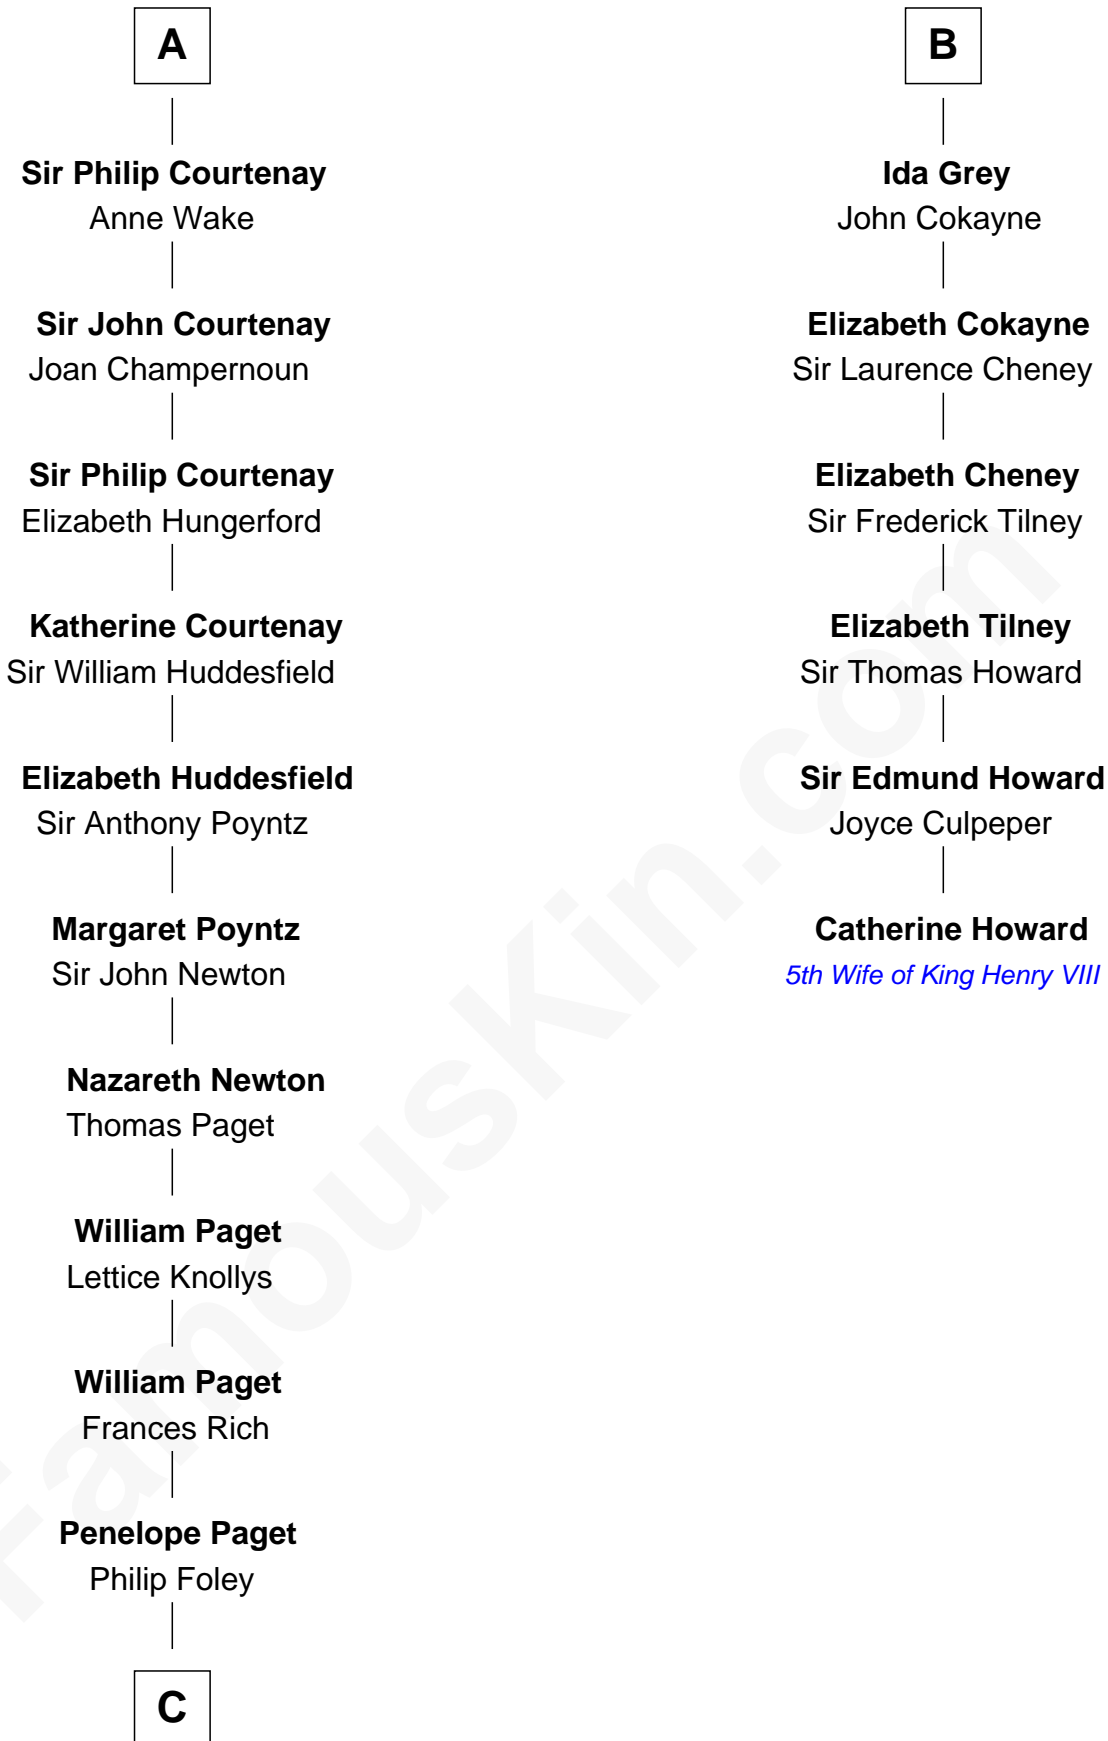 A
Sir Philip Courtenay
Anne Wake
Sir John Courtenay
Joan Champernoun
Sir Philip Courtenay
Elizabeth Hungerford
Katherine Courtenay
Sir William Huddesfield
Elizabeth Huddesfield
Sir Anthony Poyntz
Margaret Poyntz
Sir John Newton
Nazareth Newton
Thomas Paget
William Paget
Lettice Knollys
William Paget
Frances Rich
Penelope Paget
Philip Foley
C
B
Ida Grey
John Cokayne
Elizabeth Cokayne
Sir Laurence Cheney
Elizabeth Cheney
Sir Frederick Tilney
Elizabeth Tilney
Sir Thomas Howard
Sir Edmund Howard
Joyce Culpeper
Catherine Howard
5th Wife of King Henry VIII
FamousKin.com